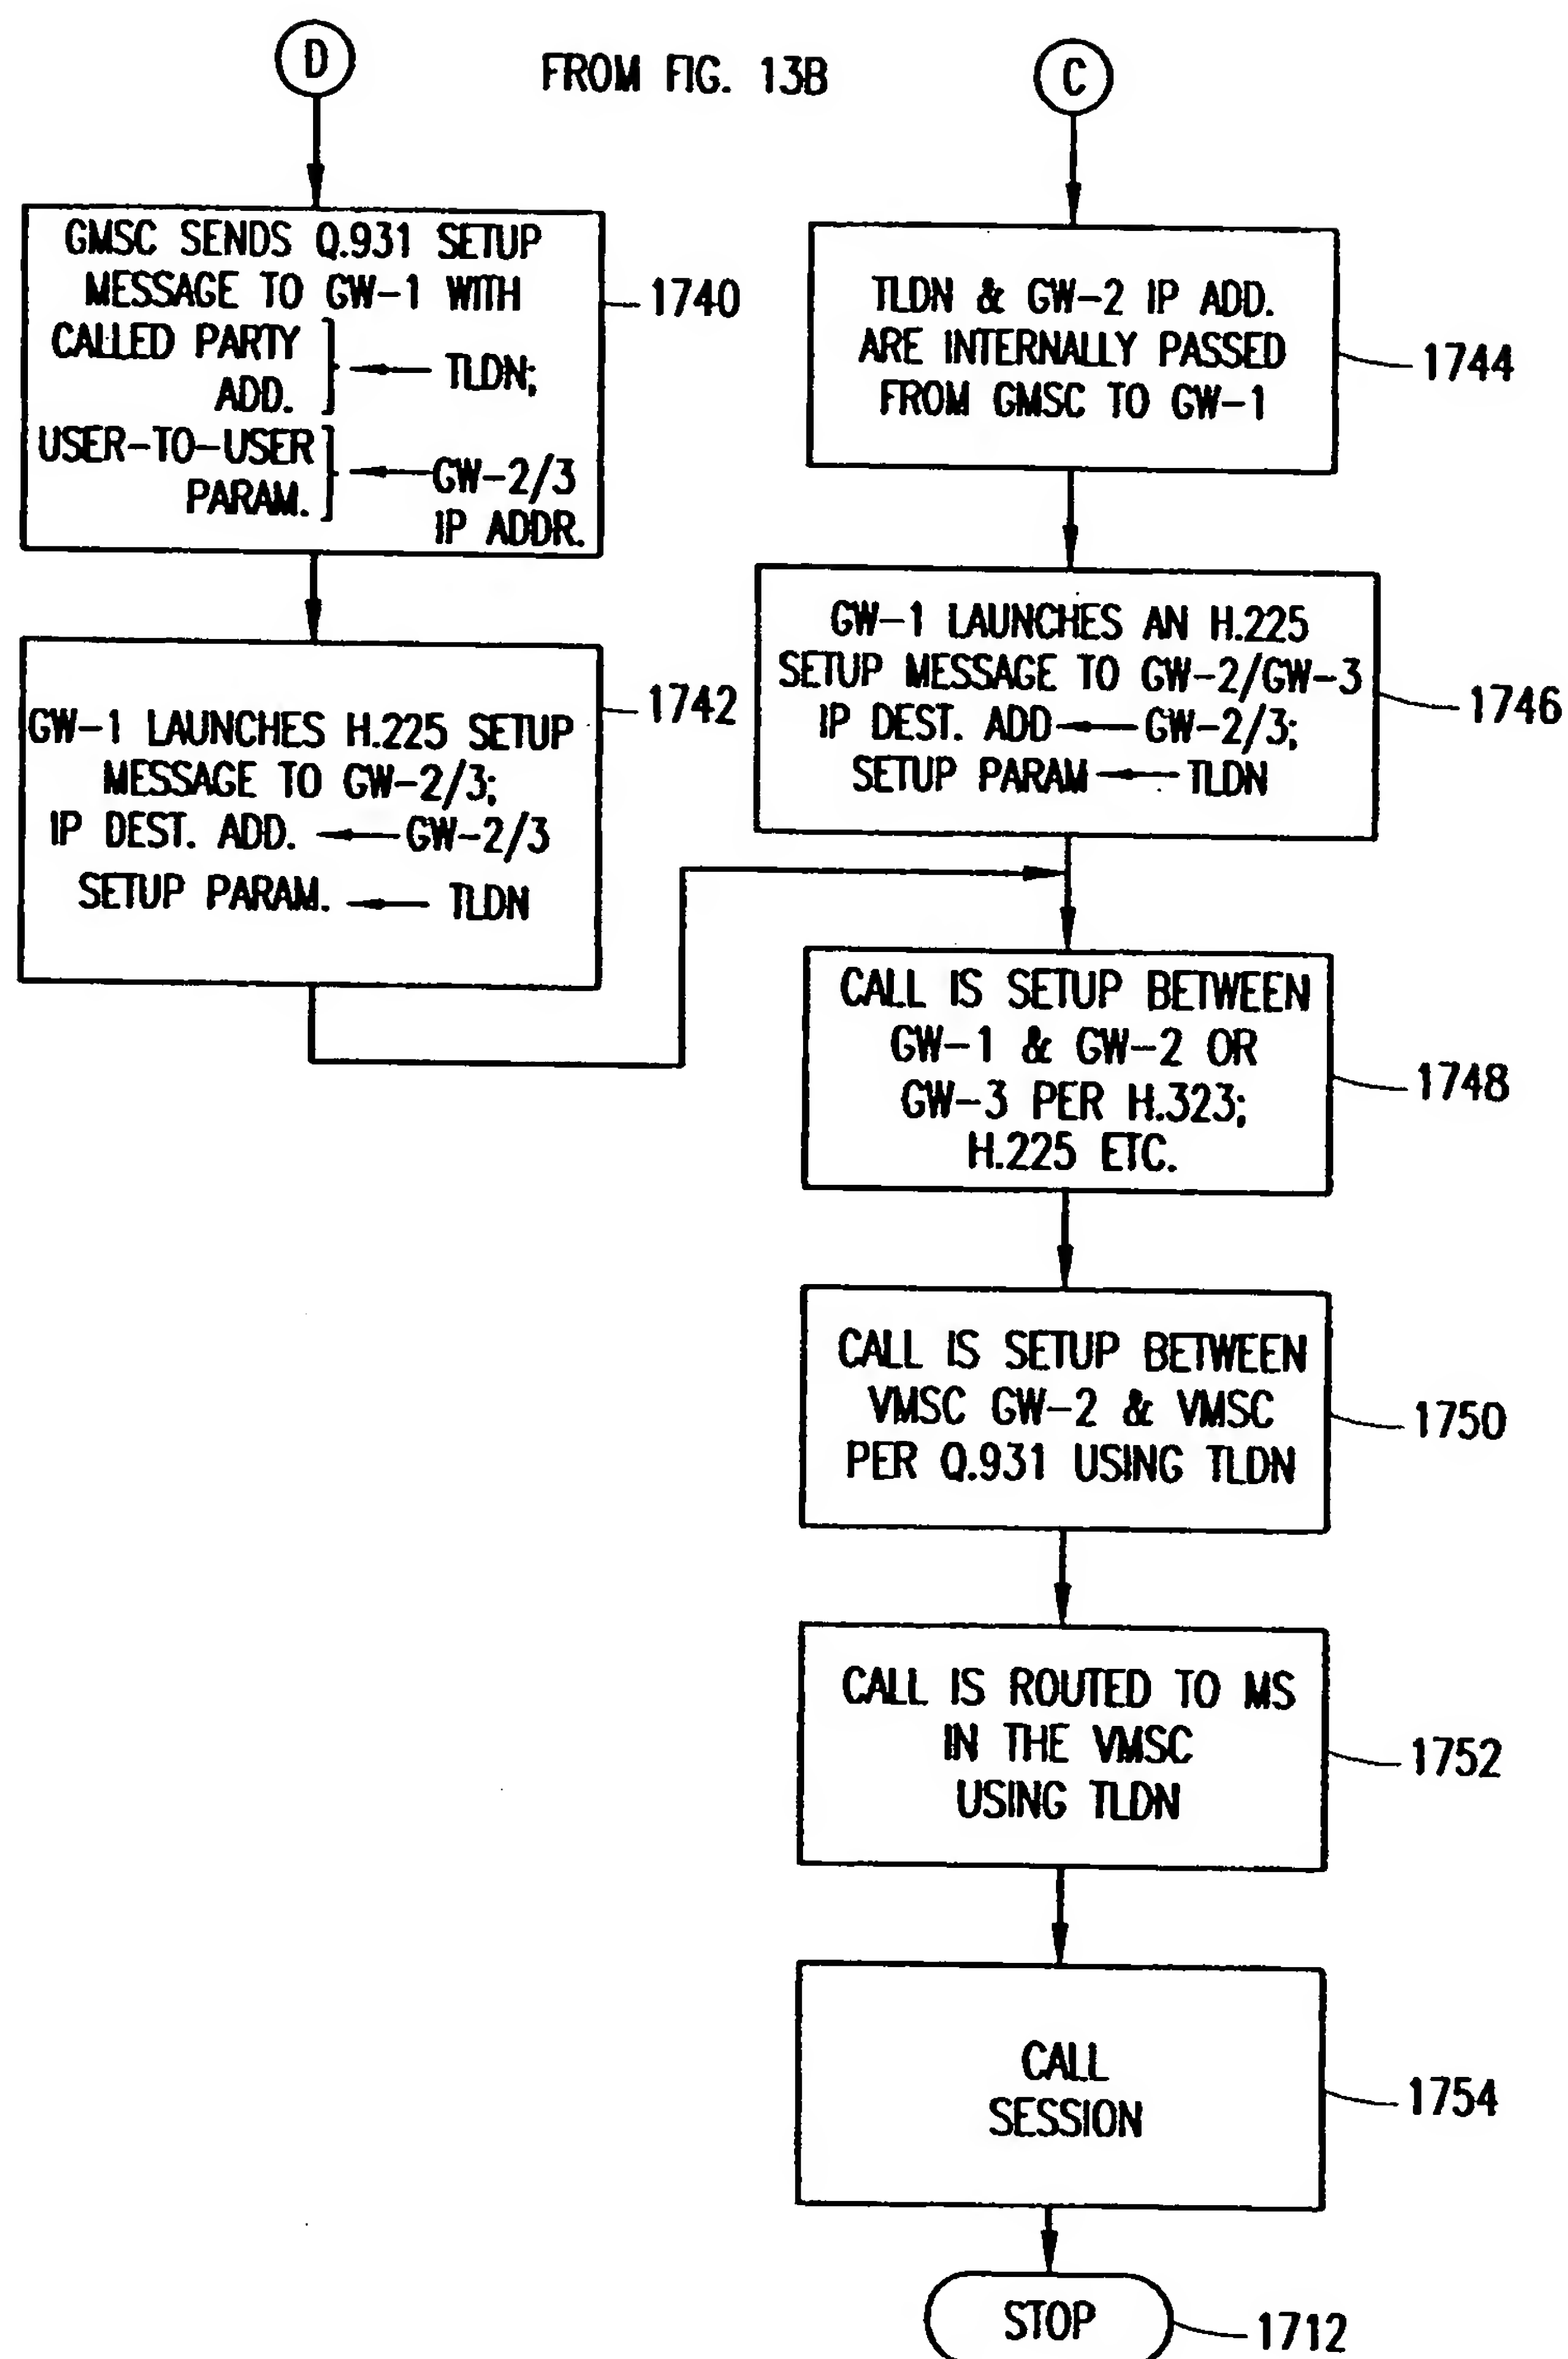 D
FROM FIG. 13B
C
GMSC SENDS Q.931 SETUP
MESSAGE TO GW-1 WITH
CALLED PARTY
ADD.
TLDN;
USER-TO-USER
PARAM.
GW-2/3
IP ADDR.
1740
GW-1 LAUNCHES H.225 SETUP
MESSAGE TO GW-2/3;
IP DEST. ADD. ← GW-2/3
SETUP PARAM. ← TLDN
1742
TLDN & GW-2 IP ADD.
ARE INTERNALLY PASSED
FROM GMSC TO GW-1
1744
GW-1 LAUNCHES AN H.225
SETUP MESSAGE TO GW-2/GW-3
IP DEST. ADD ← GW-2/3;
SETUP PARAM ← TLDN
1746
CALL IS SETUP BETWEEN
GW-1 & GW-2 OR
GW-3 PER H.323;
H.225 ETC.
1748
CALL IS SETUP BETWEEN
VMSC GW-2 & VMSC
PER Q.931 USING TLDN
1750
CALL IS ROUTED TO MS
IN THE VMSC
USING TLDN
1752
CALL
SESSION
1754
STOP
1712